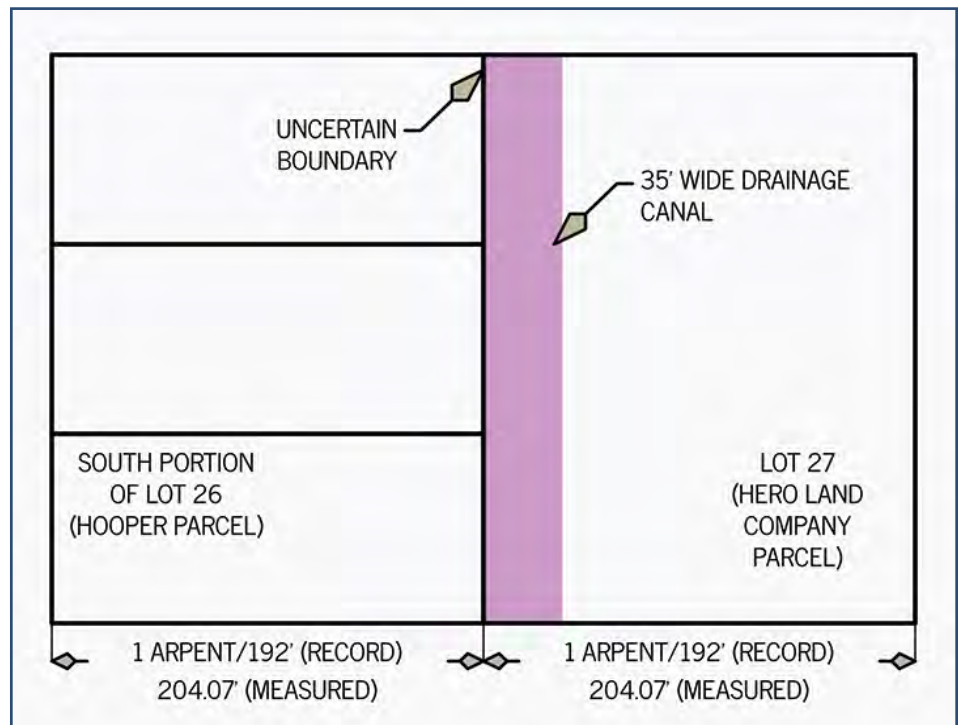 UNCERTAIN
BOUNDARY
35' WIDE DRAINAGE
CANAL
SOUTH PORTION
OF LOT 26
(HOOPER PARCEL)
LOT 27
(HERO LAND
COMPANY
PARCEL)
1 ARPENT/192' (RECORD)
204.07' (MEASURED)
1 ARPENT/192' (RECORD)
204.07' (MEASURED)